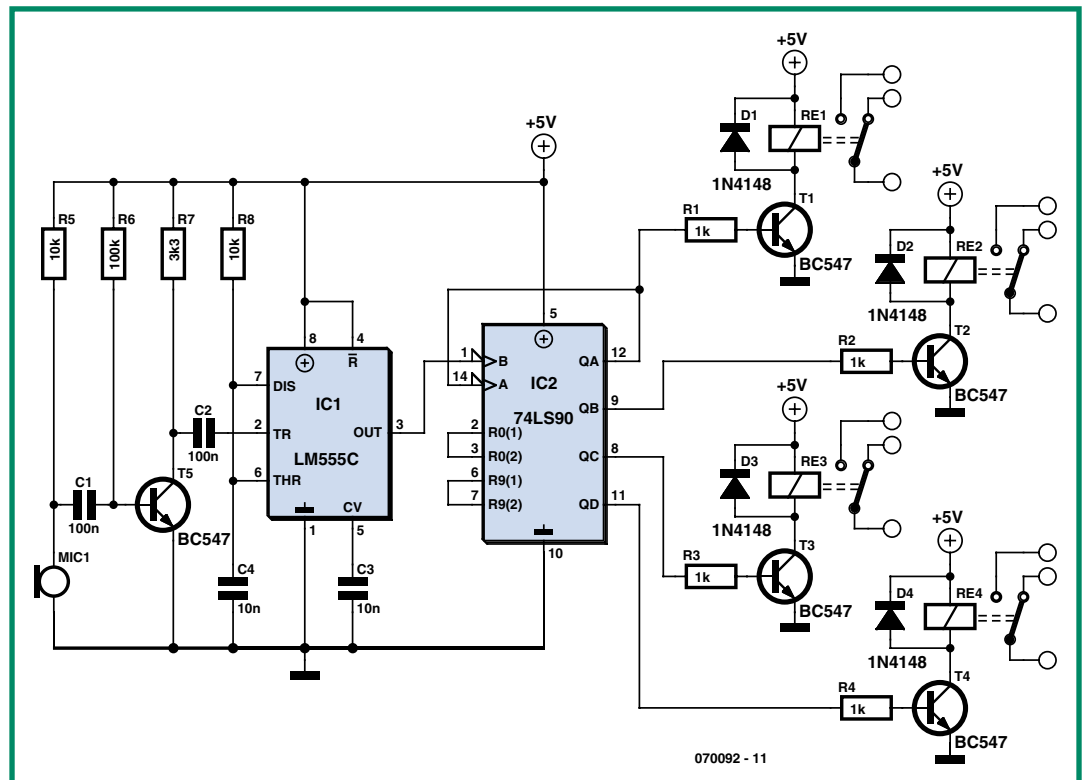 +5V
D1
RE1
1N4148
T1
R1
1k
BC547
+5V
D2
RE2
1N4148
T2
R2
1k
BC547
+5V
D3
RE3
1N4148
T3
R3
1k
BC547
+5V
D4
RE4
1N4148
T4
R4
1k
BC547
+5V
R5
10k
R6
100k
R7
3k3
R8
10k
8
4
R̅
7
DIS
IC1
C2
100n
2
TR
OUT
3
LM555C
6
THR
CV
1
5
C1
100n
T5
BC547
MIC1
C4
10n
C3
10n
5
1
B
QA
12
14
A
IC2
QB
9
74LS90
2
R0(1)
3
R0(2)
QC
8
6
R9(1)
7
R9(2)
QD
11
10
070092 - 11